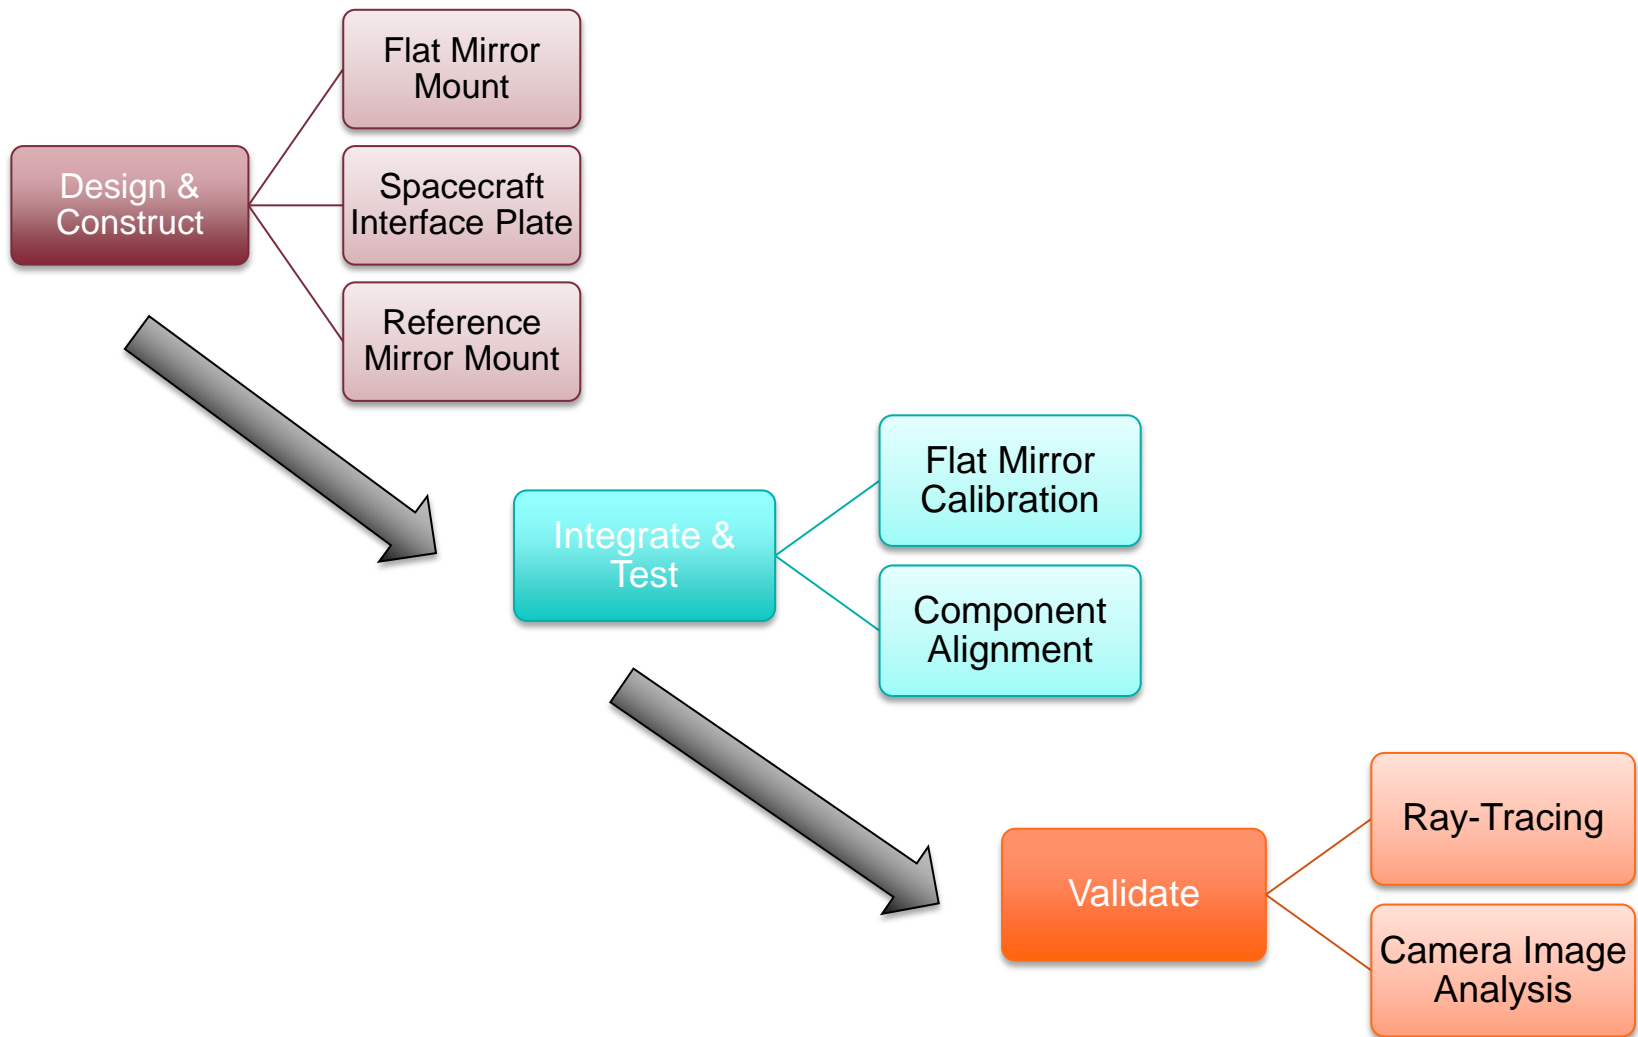 Flat Mirror
Mount
Design &
Construct
Spacecraft
Interface Plate
Reference
Mirror Mount
Flat Mirror
Calibration
Integrate &
Test
Component
Alignment
Ray-Tracing
Validate
Camera Image
Analysis